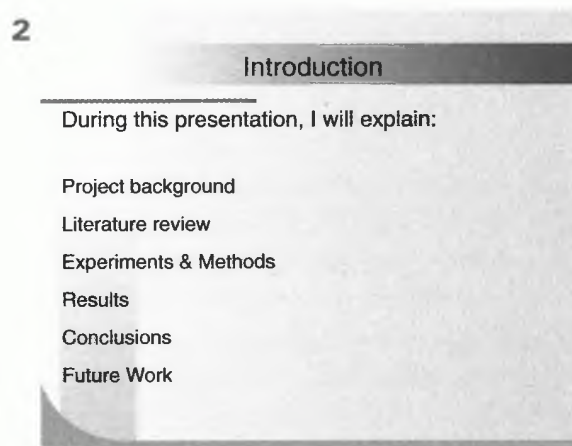 2
Introduction
During this presentation, I will explain:
Project background
Literature review
Experiments & Methods
Results
Conclusions
Future Work